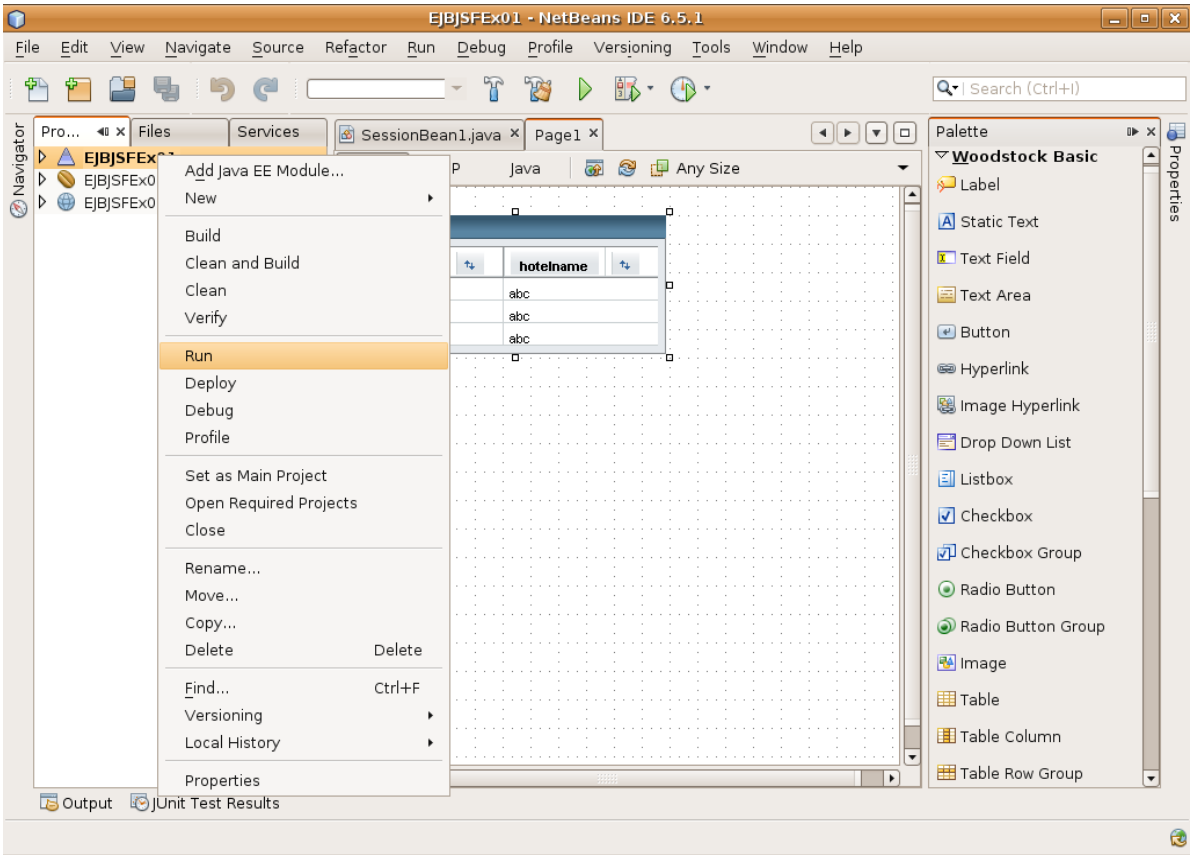 EJBJSFEx01 - NetBeans IDE 6.5.1
File Edit View Navigate Source Refactor Run Debug Profile Versioning Tools Window Help
Search (Ctrl+I)
Navigator
Pro... Files Services
EJBJSFEx01
EJBJSFEx0
EJBJSFEx0
SessionBean1.java Page1
P Java Any Size
hotelname
abc
abc
abc
Add Java EE Module...
New
Build
Clean and Build
Clean
Verify
Run
Deploy
Debug
Profile
Set as Main Project
Open Required Projects
Close
Rename...
Move...
Copy...
Delete Delete
Find... Ctrl+F
Versioning
Local History
Properties
Palette
Woodstock Basic
Label
Static Text
Text Field
Text Area
Button
Hyperlink
Image Hyperlink
Drop Down List
Listbox
Checkbox
Checkbox Group
Radio Button
Radio Button Group
Image
Table
Table Column
Table Row Group
Properties
Output JUnit Test Results